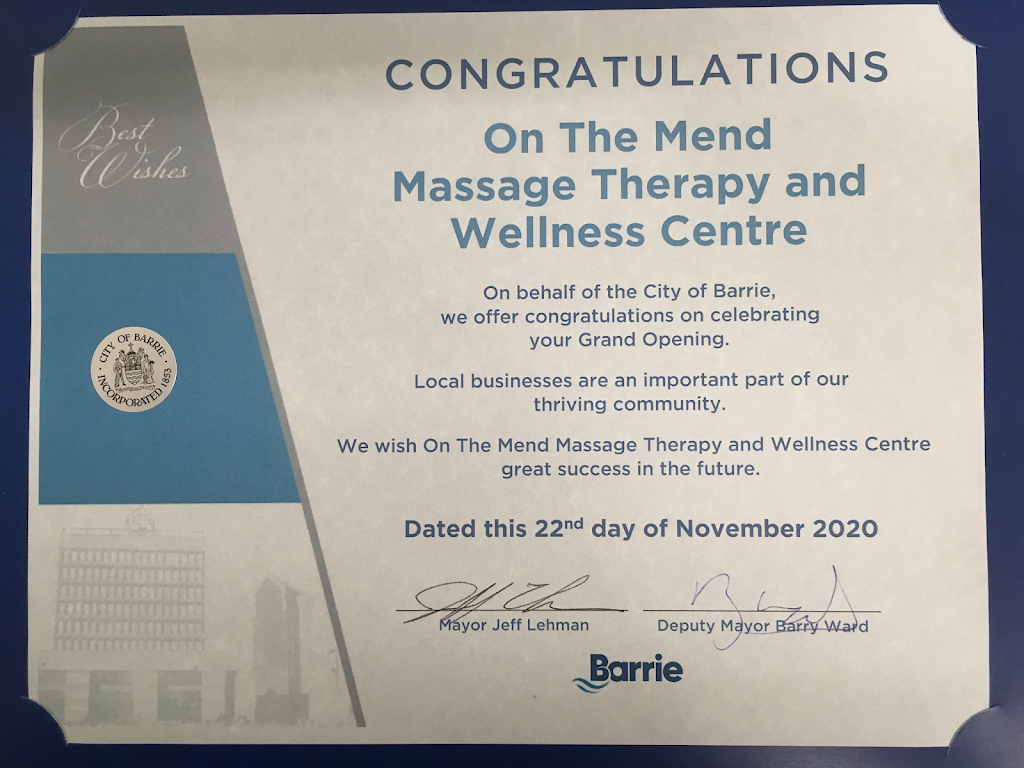 CONGRATULATIONS
On The Mend
Massage Therapy and
Wellness Centre
Best
Wishes
On behalf of the City of Barrie,
we offer congratulations on celebrating
your Grand Opening.
CITY OF BARRIE
INCORPORATED 1853
Local businesses are an important part of our
thriving community.
We wish On The Mend Massage Therapy and Wellness Centre
great success in the future.
Dated this 22nd day of November 2020
Mayor Jeff Lehman
Deputy Mayor Barry Ward
Barrie